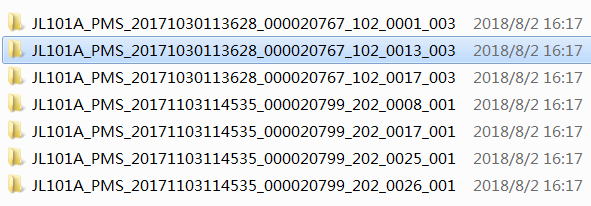 JL101A_PMS_20171030113628_000020767_102_0001_003 2018/8/2 16:17
JL101A_PMS_20171030113628_000020767_102_0013_003 2018/8/2 16:17
JL101A_PMS_20171030113628_000020767_102_0017_003 2018/8/2 16:17
JL101A_PMS_20171103114535_000020799_202_0008_001 2018/8/2 16:17
JL101A_PMS_20171103114535_000020799_202_0017_001 2018/8/2 16:17
JL101A_PMS_20171103114535_000020799_202_0025_001 2018/8/2 16:17
JL101A_PMS_20171103114535_000020799_202_0026_001 2018/8/2 16:17